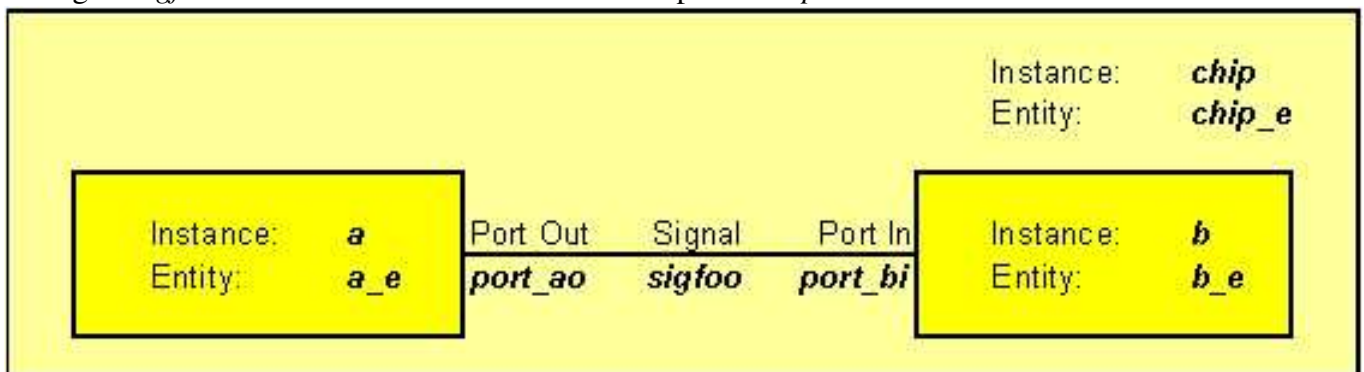 Instance: chip
Entity: chip_e
Instance: a Port Out Signal Port In Instance: b
Entity: a_e port_ao sigfoo port_bi Entity: b_e